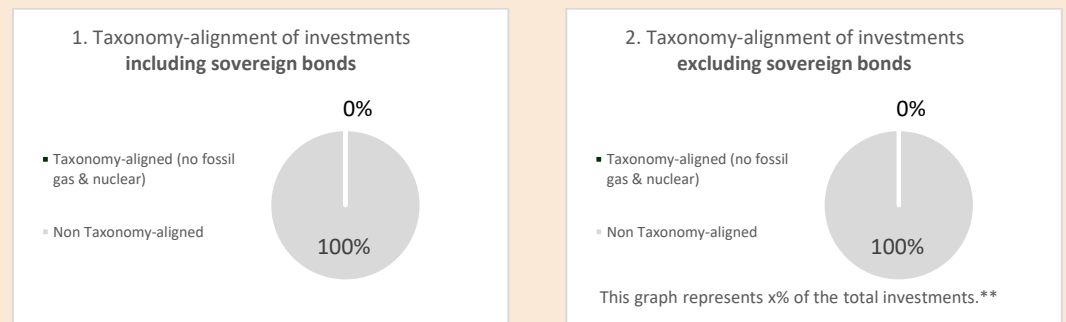 1. Taxonomy-alignment of investments
including sovereign bonds
0%
Taxonomy-aligned (no fossil
gas & nuclear)
Non Taxonomy-aligned
100%
2. Taxonomy-alignment of investments
excluding sovereign bonds
0%
Taxonomy-aligned (no fossil
gas & nuclear)
Non Taxonomy-aligned
100%
This graph represents x% of the total investments.**